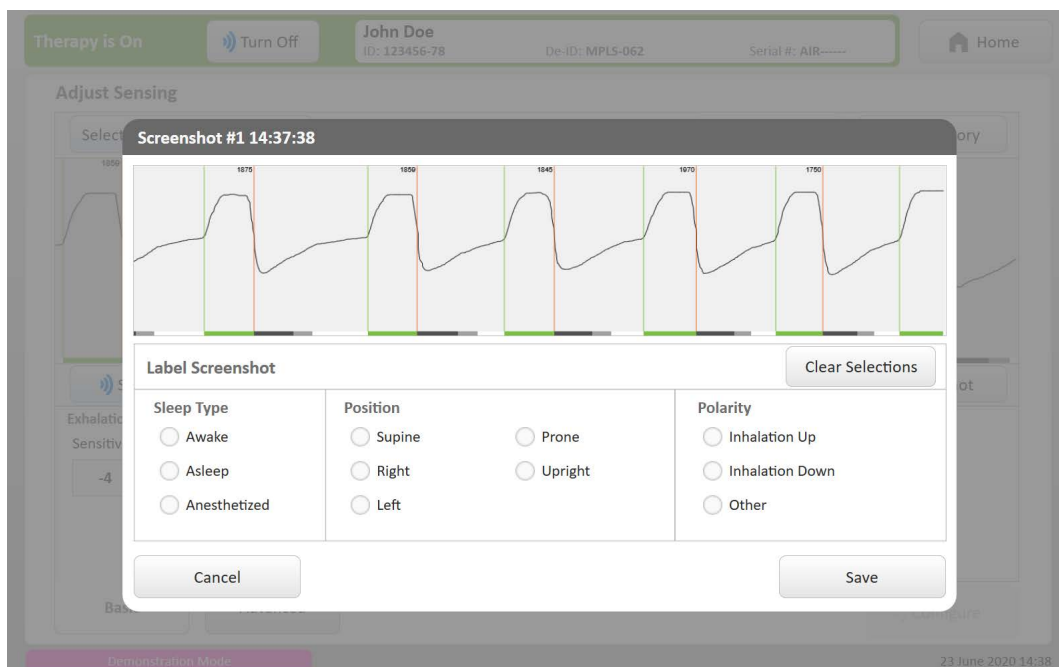 Therapy is On
Turn Off
John Doe
ID: 123456-78 De-ID: MPLS-062 Serial #: AIR------
Home
Adjust Sensing
Screenshot #1 14:37:38
1875 1859 1845 1970 1750
Label Screenshot
Clear Selections
Sleep Type
Awake
Asleep
Anesthetized
Position
Supine
Right
Left
Prone
Upright
Polarity
Inhalation Up
Inhalation Down
Other
-4
Cancel
Save
Demonstration Mode
23 June 2020 14:38